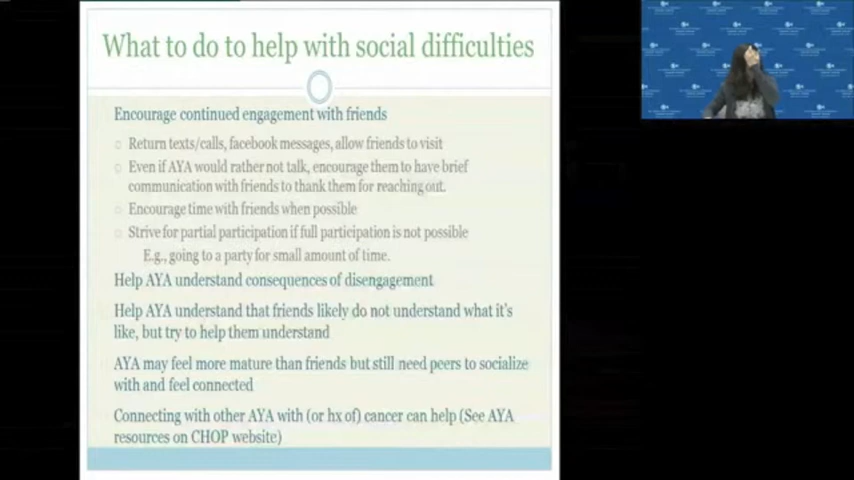 What to do to help with social difficulties
Encourage continued engagement with friends
Return texts/calls, facebook messages, allow friends to visit
Even if AYA would rather not talk, encourage them to have brief
communication with friends to thank them for reaching out.
Encourage time with friends when possible
Strive for partial participation if full participation is not possible
E.g., going to a party for small amount of time.
Help AYA understand consequences of disengagement
Help AYA understand that friends likely do not understand what it's
like, but try to help them understand
AYA may feel more mature than friends but still need peers to socialize
with and feel connected
Connecting with other AYA with (or hx of) cancer can help (See AYA
resources on CHOP website)